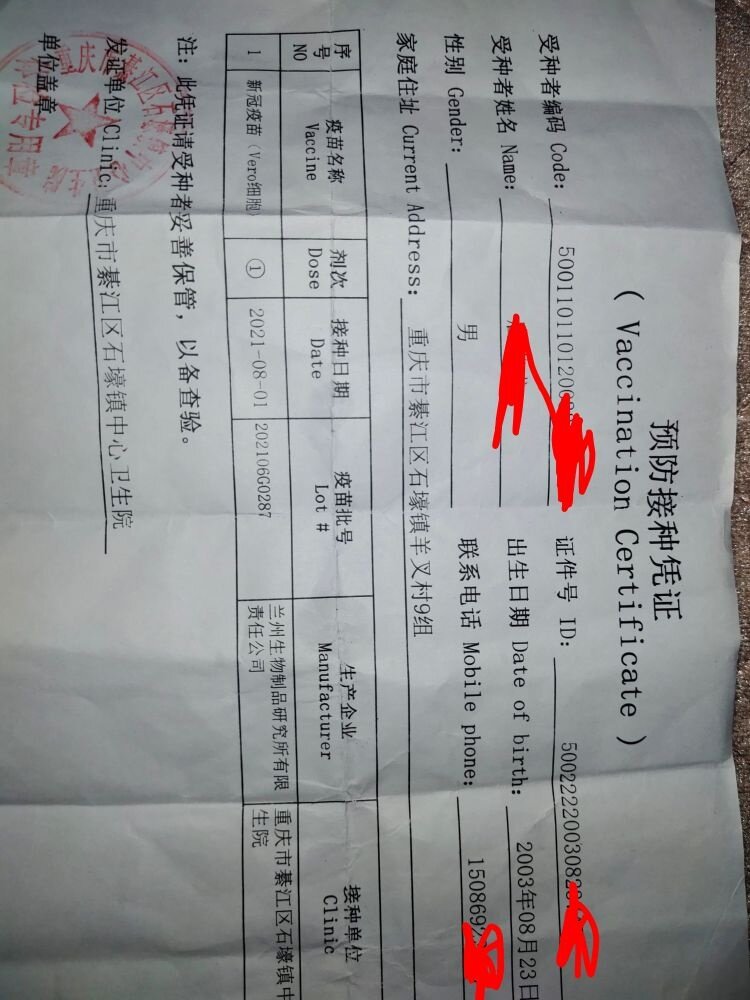 预防接种凭证
( Vaccination Certificate )
受种者编码 Code: 50011011012003 证件号 ID: 5002222003082
受种者姓名 Name: 出生日期 Date of birth: 2003年08月23日
性别 Gender: 男 联系电话 Mobile phone: 150869
家庭住址 Current Address: 重庆市綦江区石壕镇羊叉村9组
序号 NO 疫苗名称 Vaccine 剂次 Dose 接种日期 Date 疫苗批号 Lot # 生产企业 Manufacturer 接种单位 Clinic
1 新冠疫苗（Vero细胞） ① 2021-08-01 202106G0287 兰州生物制品研究所有限责任公司 重庆市綦江区石壕镇中生院
注：此凭证请受种者妥善保管，以备查验。
发证单位 Clinic: 重庆市綦江区石壕镇中心卫生院
单位盖章
专用章